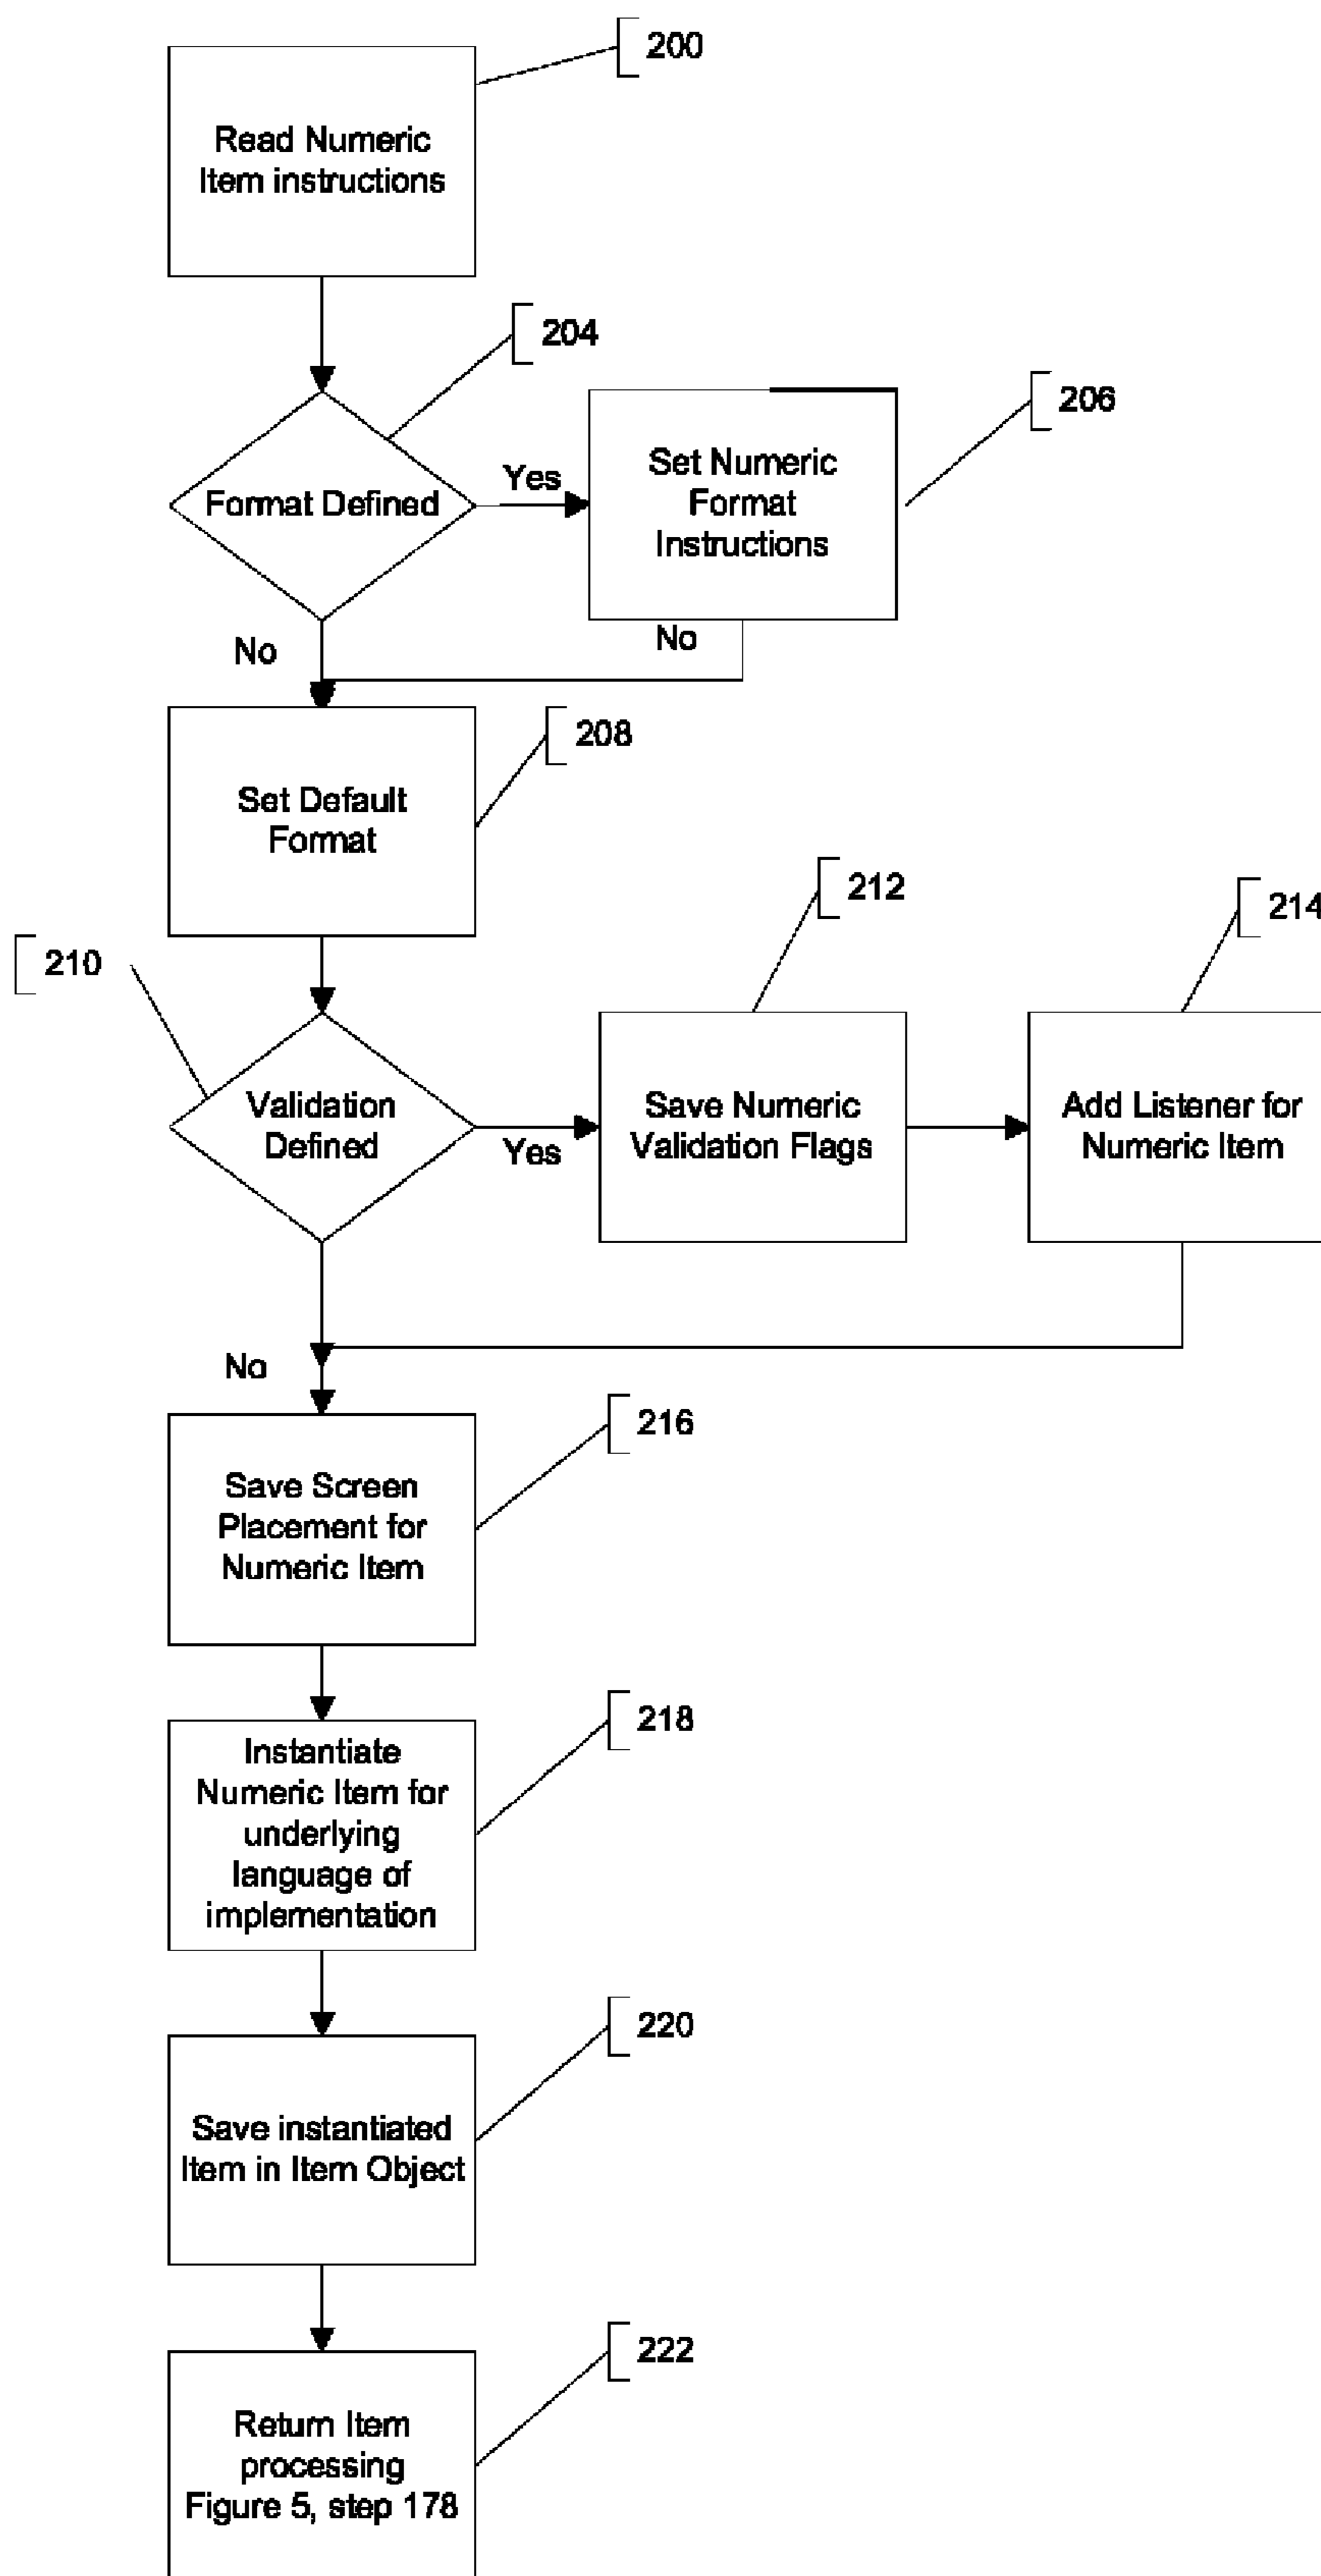 200
Read Numeric
Item instructions
204
206
Format Defined
Yes
Set Numeric
Format
Instructions
No
No
208
Set Default
Format
210
212
214
Validation
Defined
Yes
Save Numeric
Validation Flags
Add Listener for
Numeric Item
No
216
Save Screen
Placement for
Numeric Item
218
Instantiate
Numeric Item for
underlying
language of
implementation
220
Save instantiated
Item in Item Object
222
Return Item
processing
Figure 5, step 178